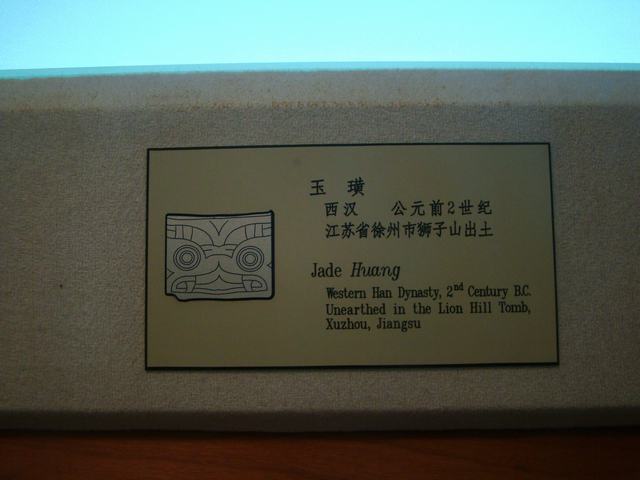 玉 璜
西汉 公元前2世纪
江苏省徐州市狮子山出土
Jade Huang
Western Han Dynasty, 2nd Century B.C.
Unearthed in the Lion Hill Tomb,
Xuzhou, Jiangsu